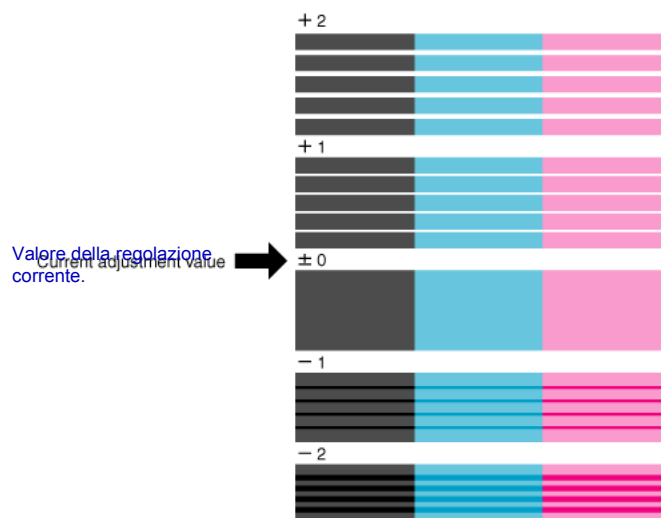 + 2
+ 1
Valore della regolazione
corrente.
Current adjustment value
± 0
− 1
− 2